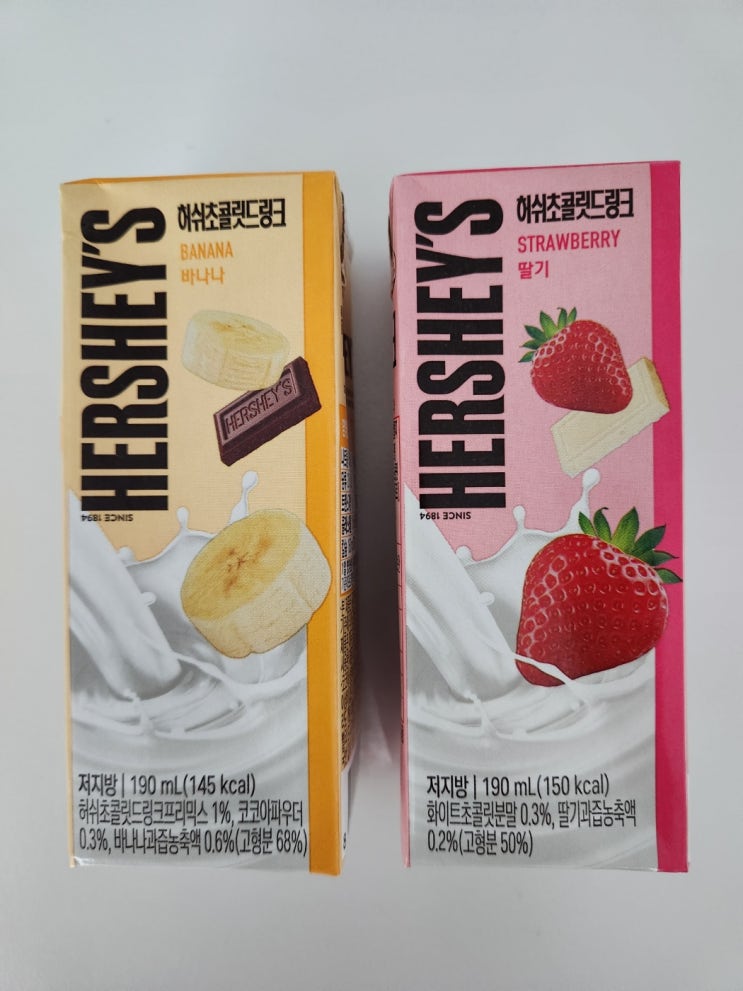 HERSHEY'S
SINCE 1894
허쉬초콜릿드링크
BANANA
바나나
HERSHEY'S
저지방 | 190 mL(145 kcal)
허쉬초콜릿드링크프리믹스 1%, 코코아파우더
0.3%, 바나나과즙농축액 0.6%(고형분 68%)
HERSHEY'S
SINCE 1894
허쉬초콜릿드링크
STRAWBERRY
딸기
저지방 | 190 mL(150 kcal)
화이트초콜릿분말 0.3%, 딸기과즙농축액
0.2%(고형분 50%)